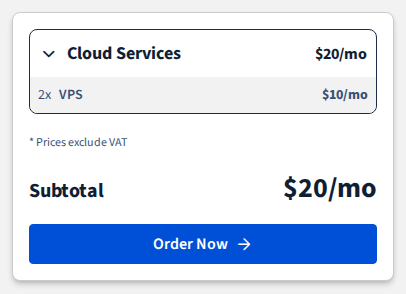 Cloud Services $20/mo
2x VPS $10/mo
* Prices exclude VAT
Subtotal $20/mo
Order Now →